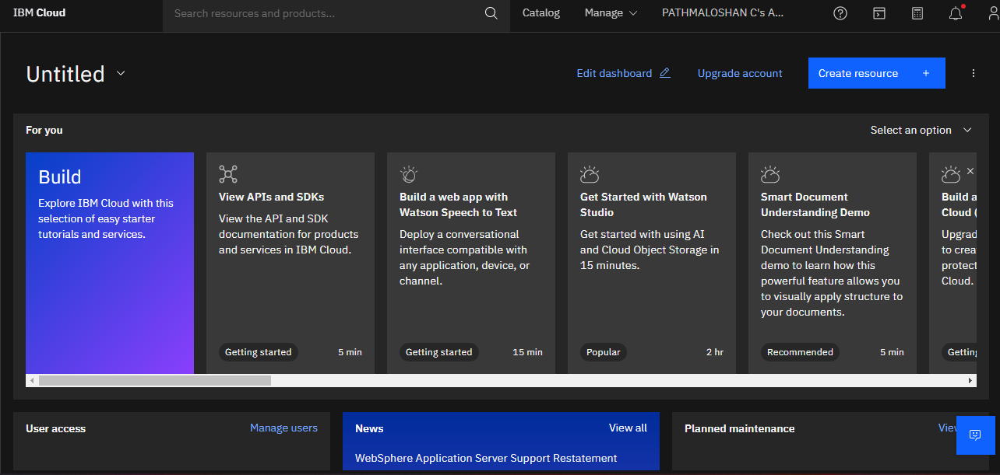 IBM Cloud
Search resources and products...
Catalog
Manage
PATHMALOSHAN C's A...
Untitled
Edit dashboard
Upgrade account
Create resource +
For you
Select an option
Build
Explore IBM Cloud with this
selection of easy starter
tutorials and services.
View APIs and SDKs
View the API and SDK
documentation for products
and services in IBM Cloud.
Getting started
5 min
Build a web app with
Watson Speech to Text
Deploy a conversational
interface compatible with
any application, device, or
channel.
Getting started
15 min
Get Started with Watson
Studio
Get started with using AI
and Cloud Object Storage in
15 minutes.
Popular
2 hr
Smart Document
Understanding Demo
Check out this Smart
Document Understanding
demo to learn how this
powerful feature allows you
to visually apply structure to
your documents.
Recommended
5 min
Build a
Cloud (
Upgrad
to crea
protect
Cloud.
Getting
User access
Manage users
News
View all
WebSphere Application Server Support Restatement
Planned maintenance
View